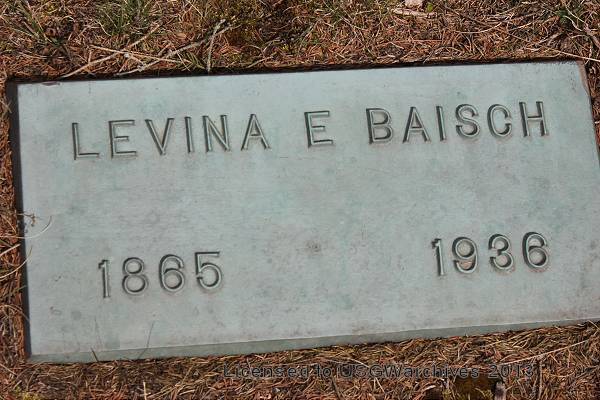 LEVINA E BAISCH
1865 1936
Licensed to USGWarchives 2013